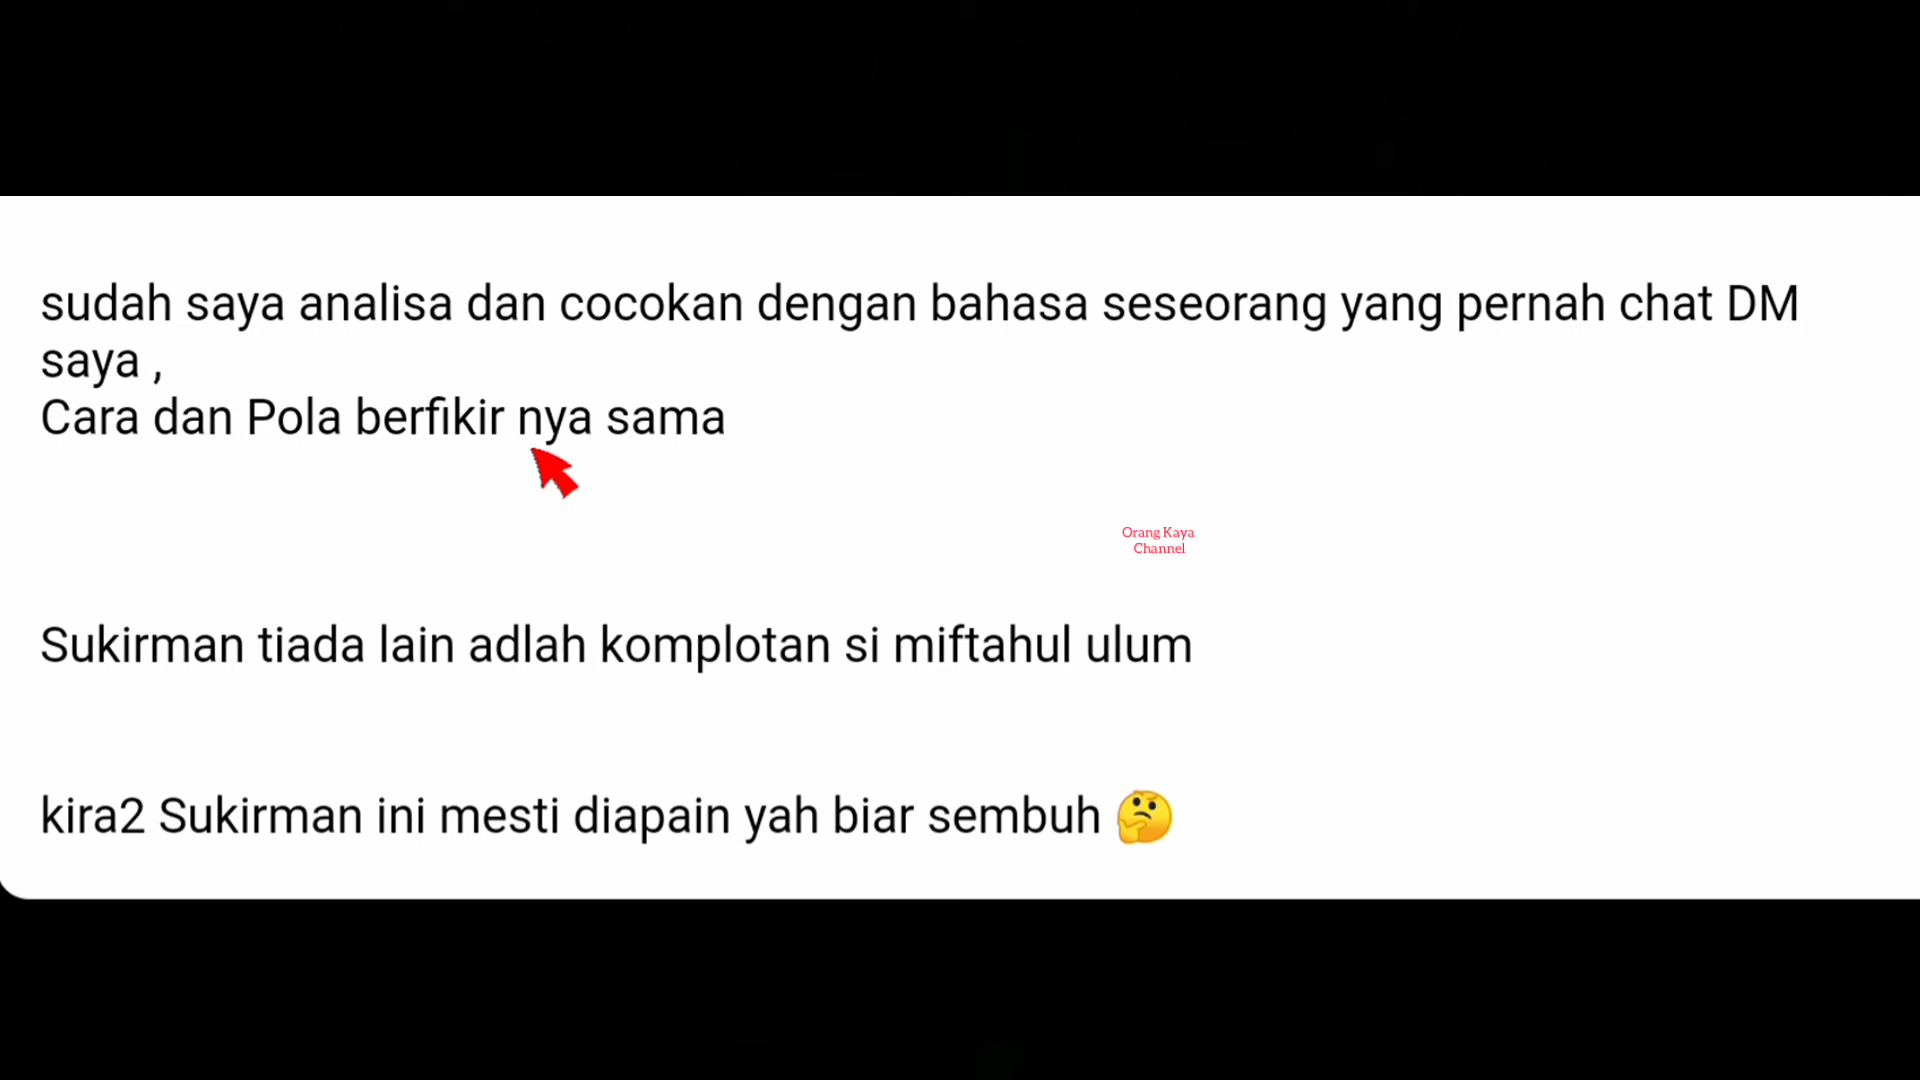 sudah saya analisa dan cocokan dengan bahasa seseorang yang pernah chat DM
saya ,
Cara dan Pola berfikir nya sama
Orang Kaya
Channel
Sukirman tiada lain adlah komplotan si miftahul ulum
kira2 Sukirman ini mesti diapain yah biar sembuh 🤔